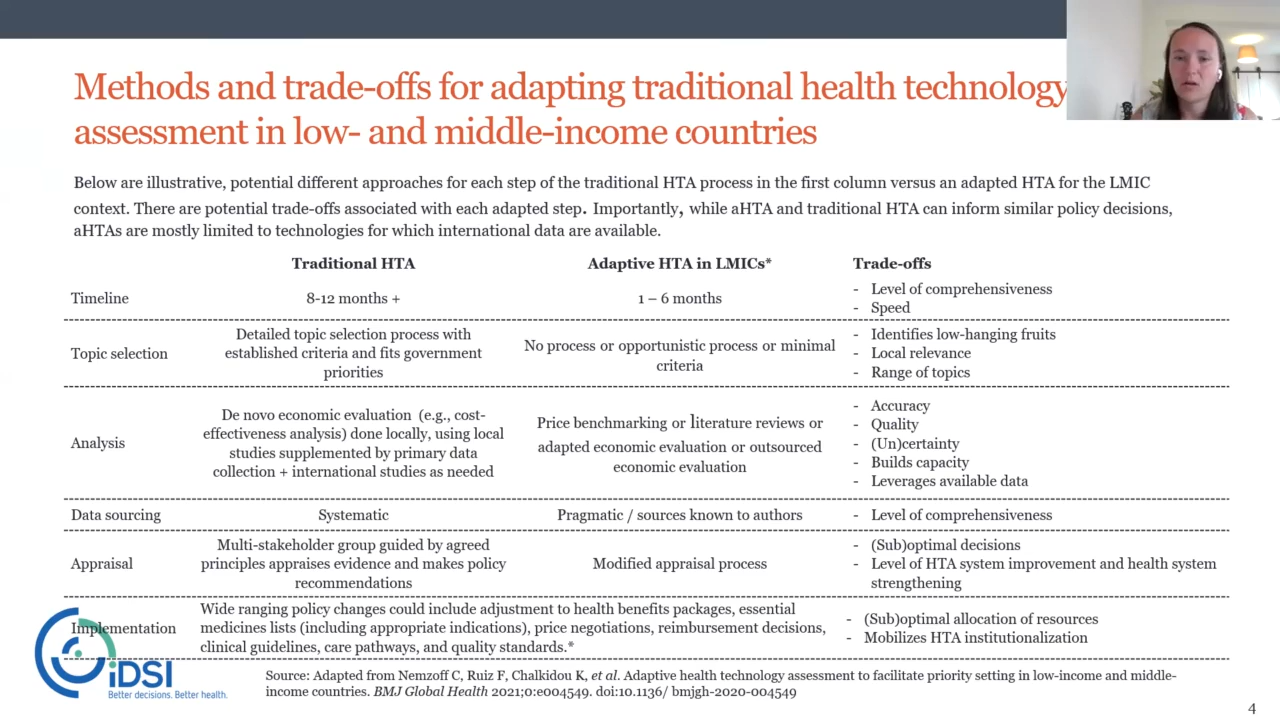 Methods and trade-offs for adapting traditional health technology
assessment in low- and middle-income countries
Below are illustrative, potential different approaches for each step of the traditional HTA process in the first column versus an adapted HTA for the LMIC
context. There are potential trade-offs associated with each adapted step. Importantly, while aHTA and traditional HTA can inform similar policy decisions,
aHTAs are mostly limited to technologies for which international data are available.
Traditional HTA
Adaptive HTA in LMICs*
Trade-offs
Timeline
8-12 months +
1 – 6 months
- Level of comprehensiveness
- Speed
Topic selection
Detailed topic selection process with
established criteria and fits government
priorities
No process or opportunistic process or minimal
criteria
- Identifies low-hanging fruits
- Local relevance
- Range of topics
Analysis
De novo economic evaluation (e.g., cost-
effectiveness analysis) done locally, using local
studies supplemented by primary data
collection + international studies as needed
Price benchmarking or literature reviews or
adapted economic evaluation or outsourced
economic evaluation
- Accuracy
- Quality
- (Un)certainty
- Builds capacity
- Leverages available data
Data sourcing
Systematic
Pragmatic / sources known to authors
- Level of comprehensiveness
Appraisal
Multi-stakeholder group guided by agreed
principles appraises evidence and makes policy
recommendations
Modified appraisal process
- (Sub)optimal decisions
- Level of HTA system improvement and health system
strengthening
Implementation
Wide ranging policy changes could include adjustment to health benefits packages, essential
medicines lists (including appropriate indications), price negotiations, reimbursement decisions,
clinical guidelines, care pathways, and quality standards.*
- (Sub)optimal allocation of resources
- Mobilizes HTA institutionalization
iDSI
Better decisions. Better health.
Source: Adapted from Nemzoff C, Ruiz F, Chalkidou K, et al. Adaptive health technology assessment to facilitate priority setting in low-income and middle-
income countries. BMJ Global Health 2021;0:e004549. doi:10.1136/ bmjgh-2020-004549
4